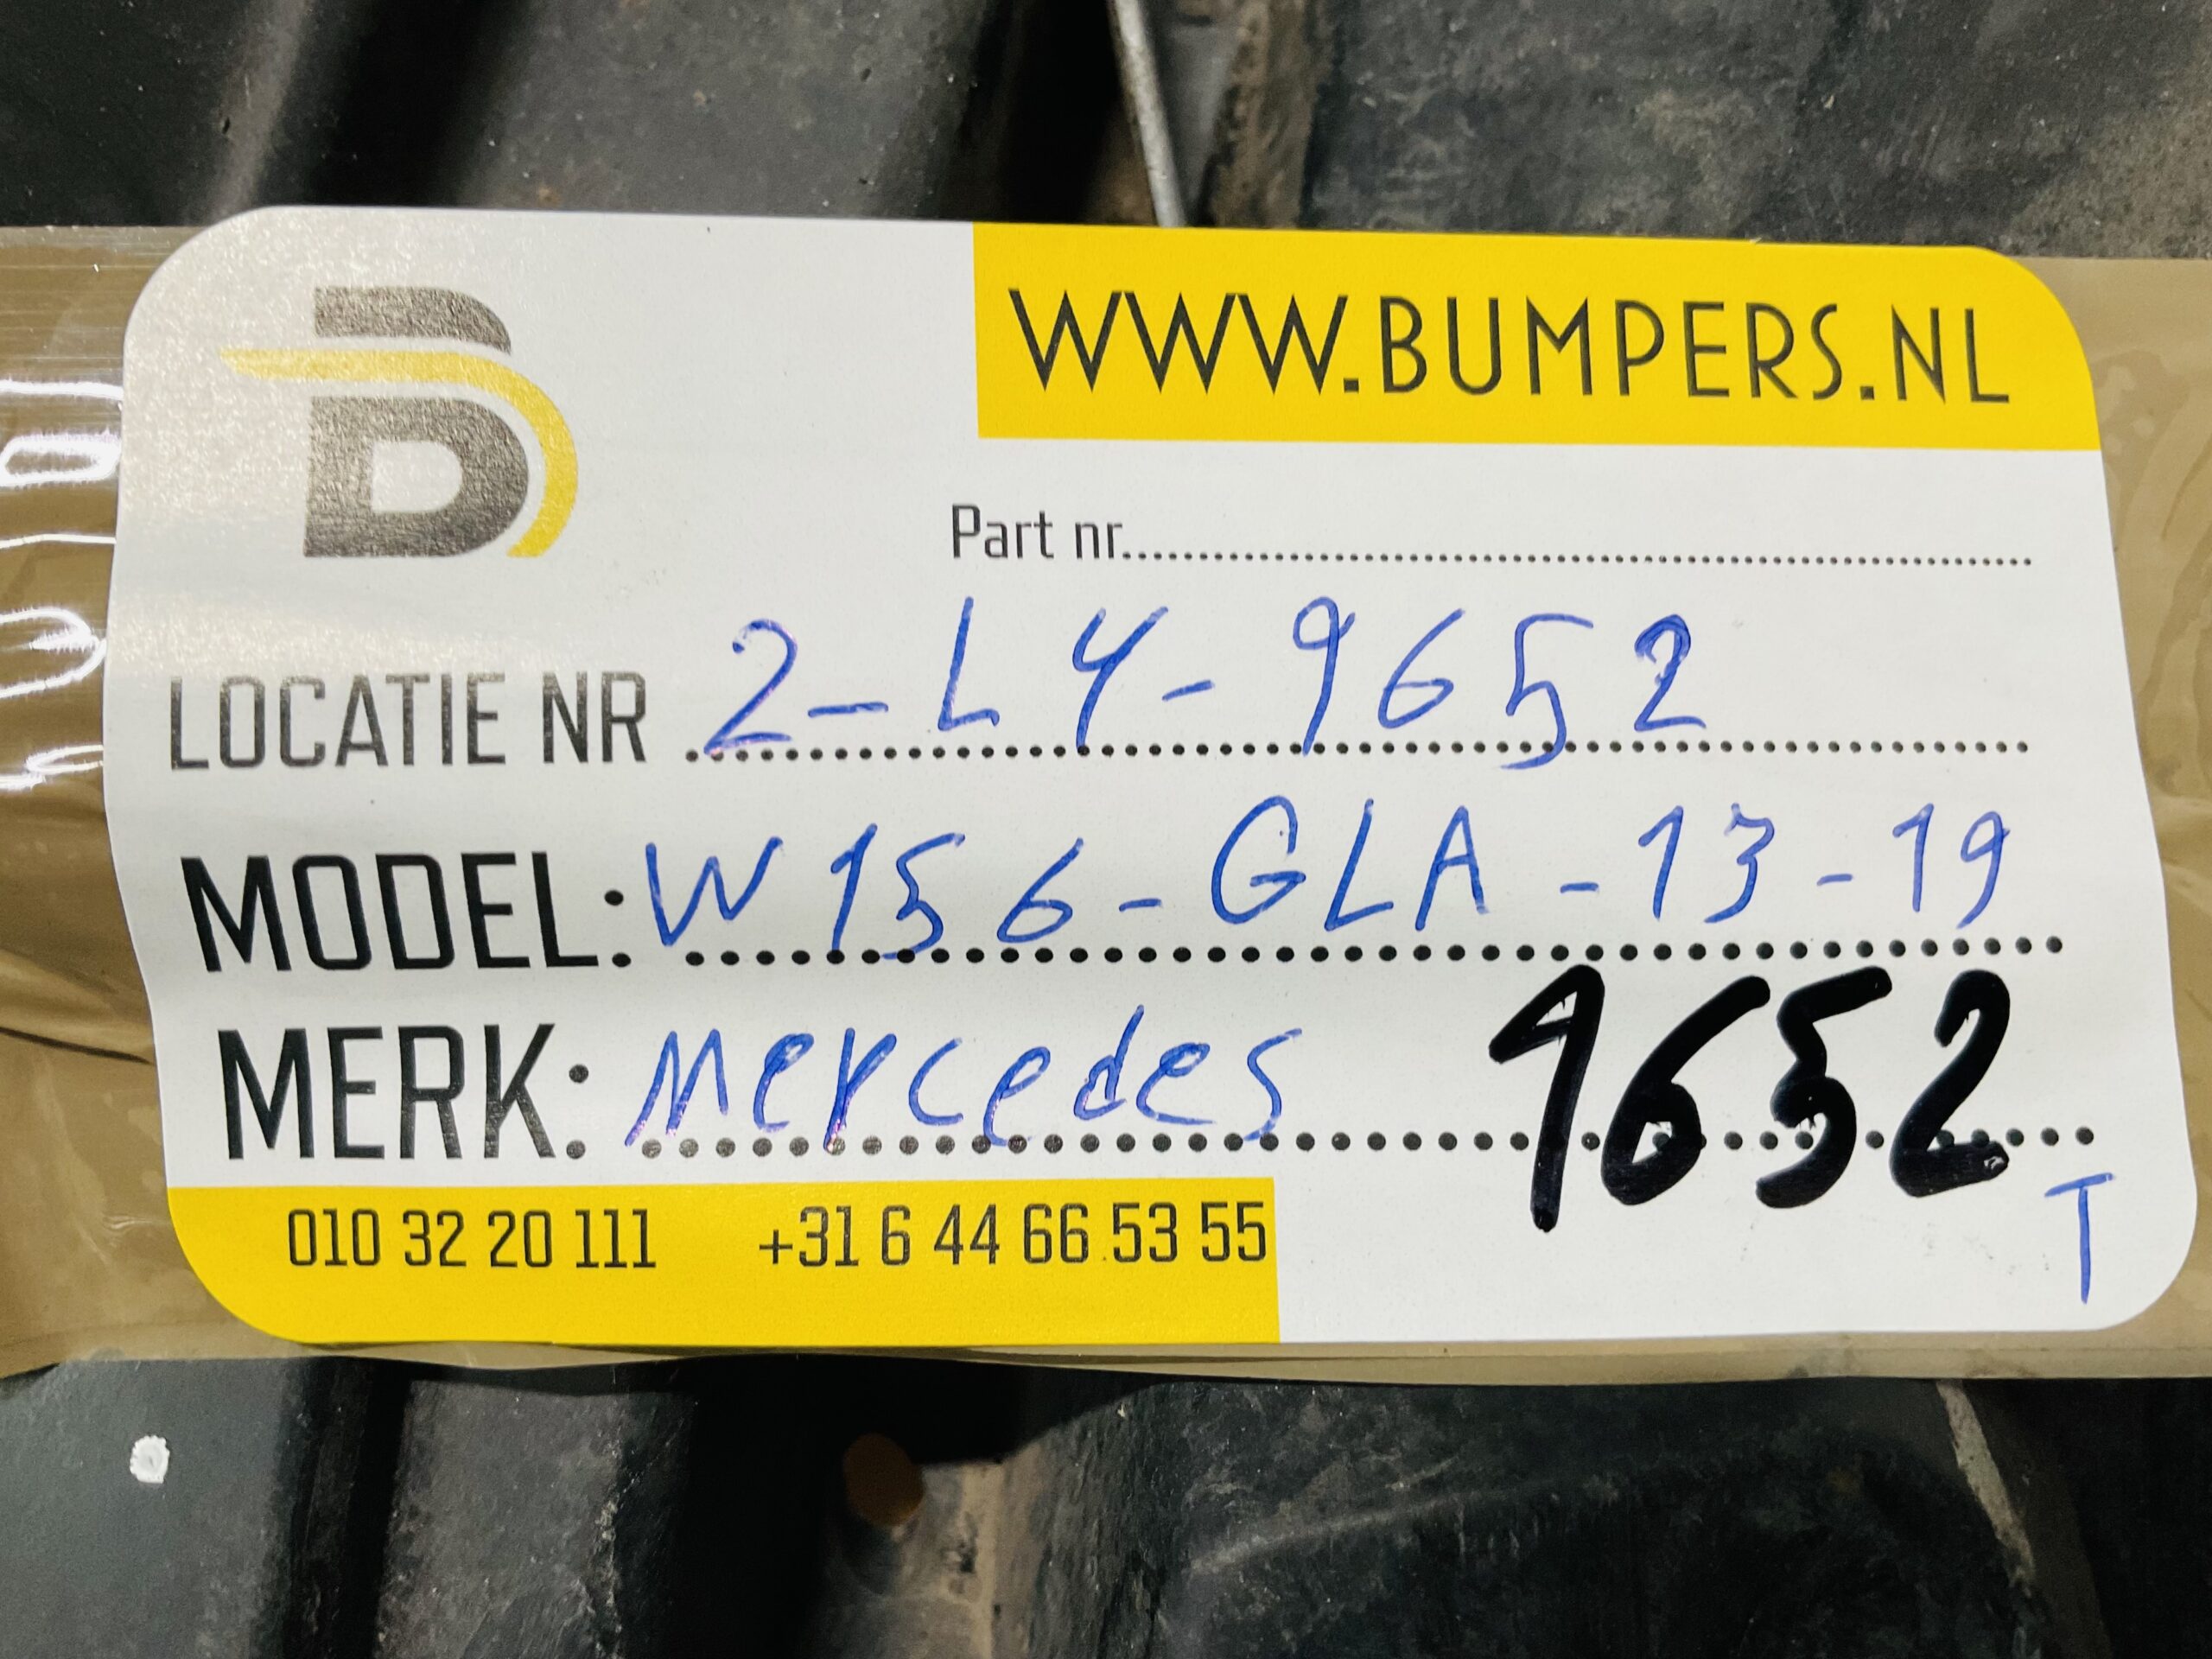 WWW.BUMPERS.NL
B
Part nr..........
LOCATIE NR 2-L4-9652
MODEL: W156-GLA-13-19
MERK: Mercedes 9652
T
010 32 20 111 +31 6 44 66 53 55